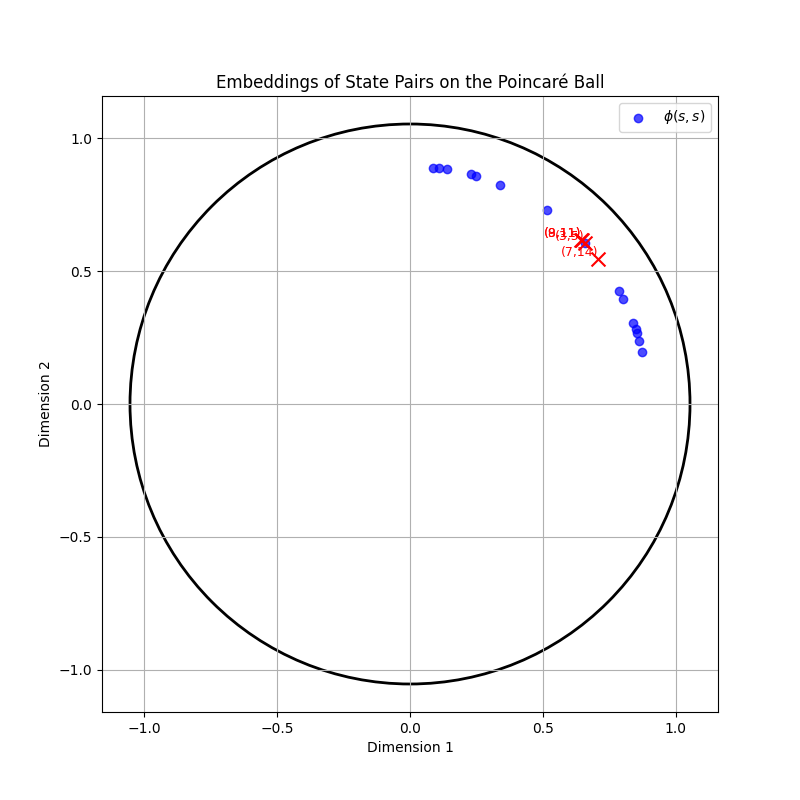 Embeddings of State Pairs on the Poincaré Ball
ϕ(s, s)
1.0
0.5
0.0
−0.5
−1.0
(7,14)
Dimension 2
−1.0
−0.5
0.0
0.5
1.0
Dimension 1